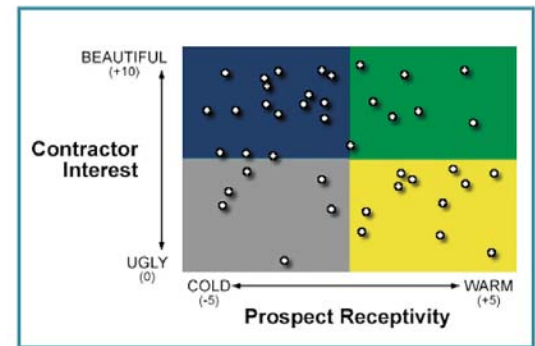 BEAUTIFUL
(+10)
Contractor
Interest
UGLY
(0)
COLD
(-5)
WARM
(+5)
Prospect Receptivity